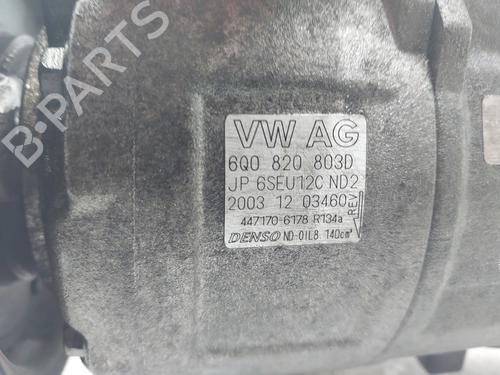 B-PARTS
VW AG
6Q0 820 803D
JP 6SEU12C ND2
2003 12 03460
REV
447170-6178 R134a
DENSO ND-OIL8 140cm³